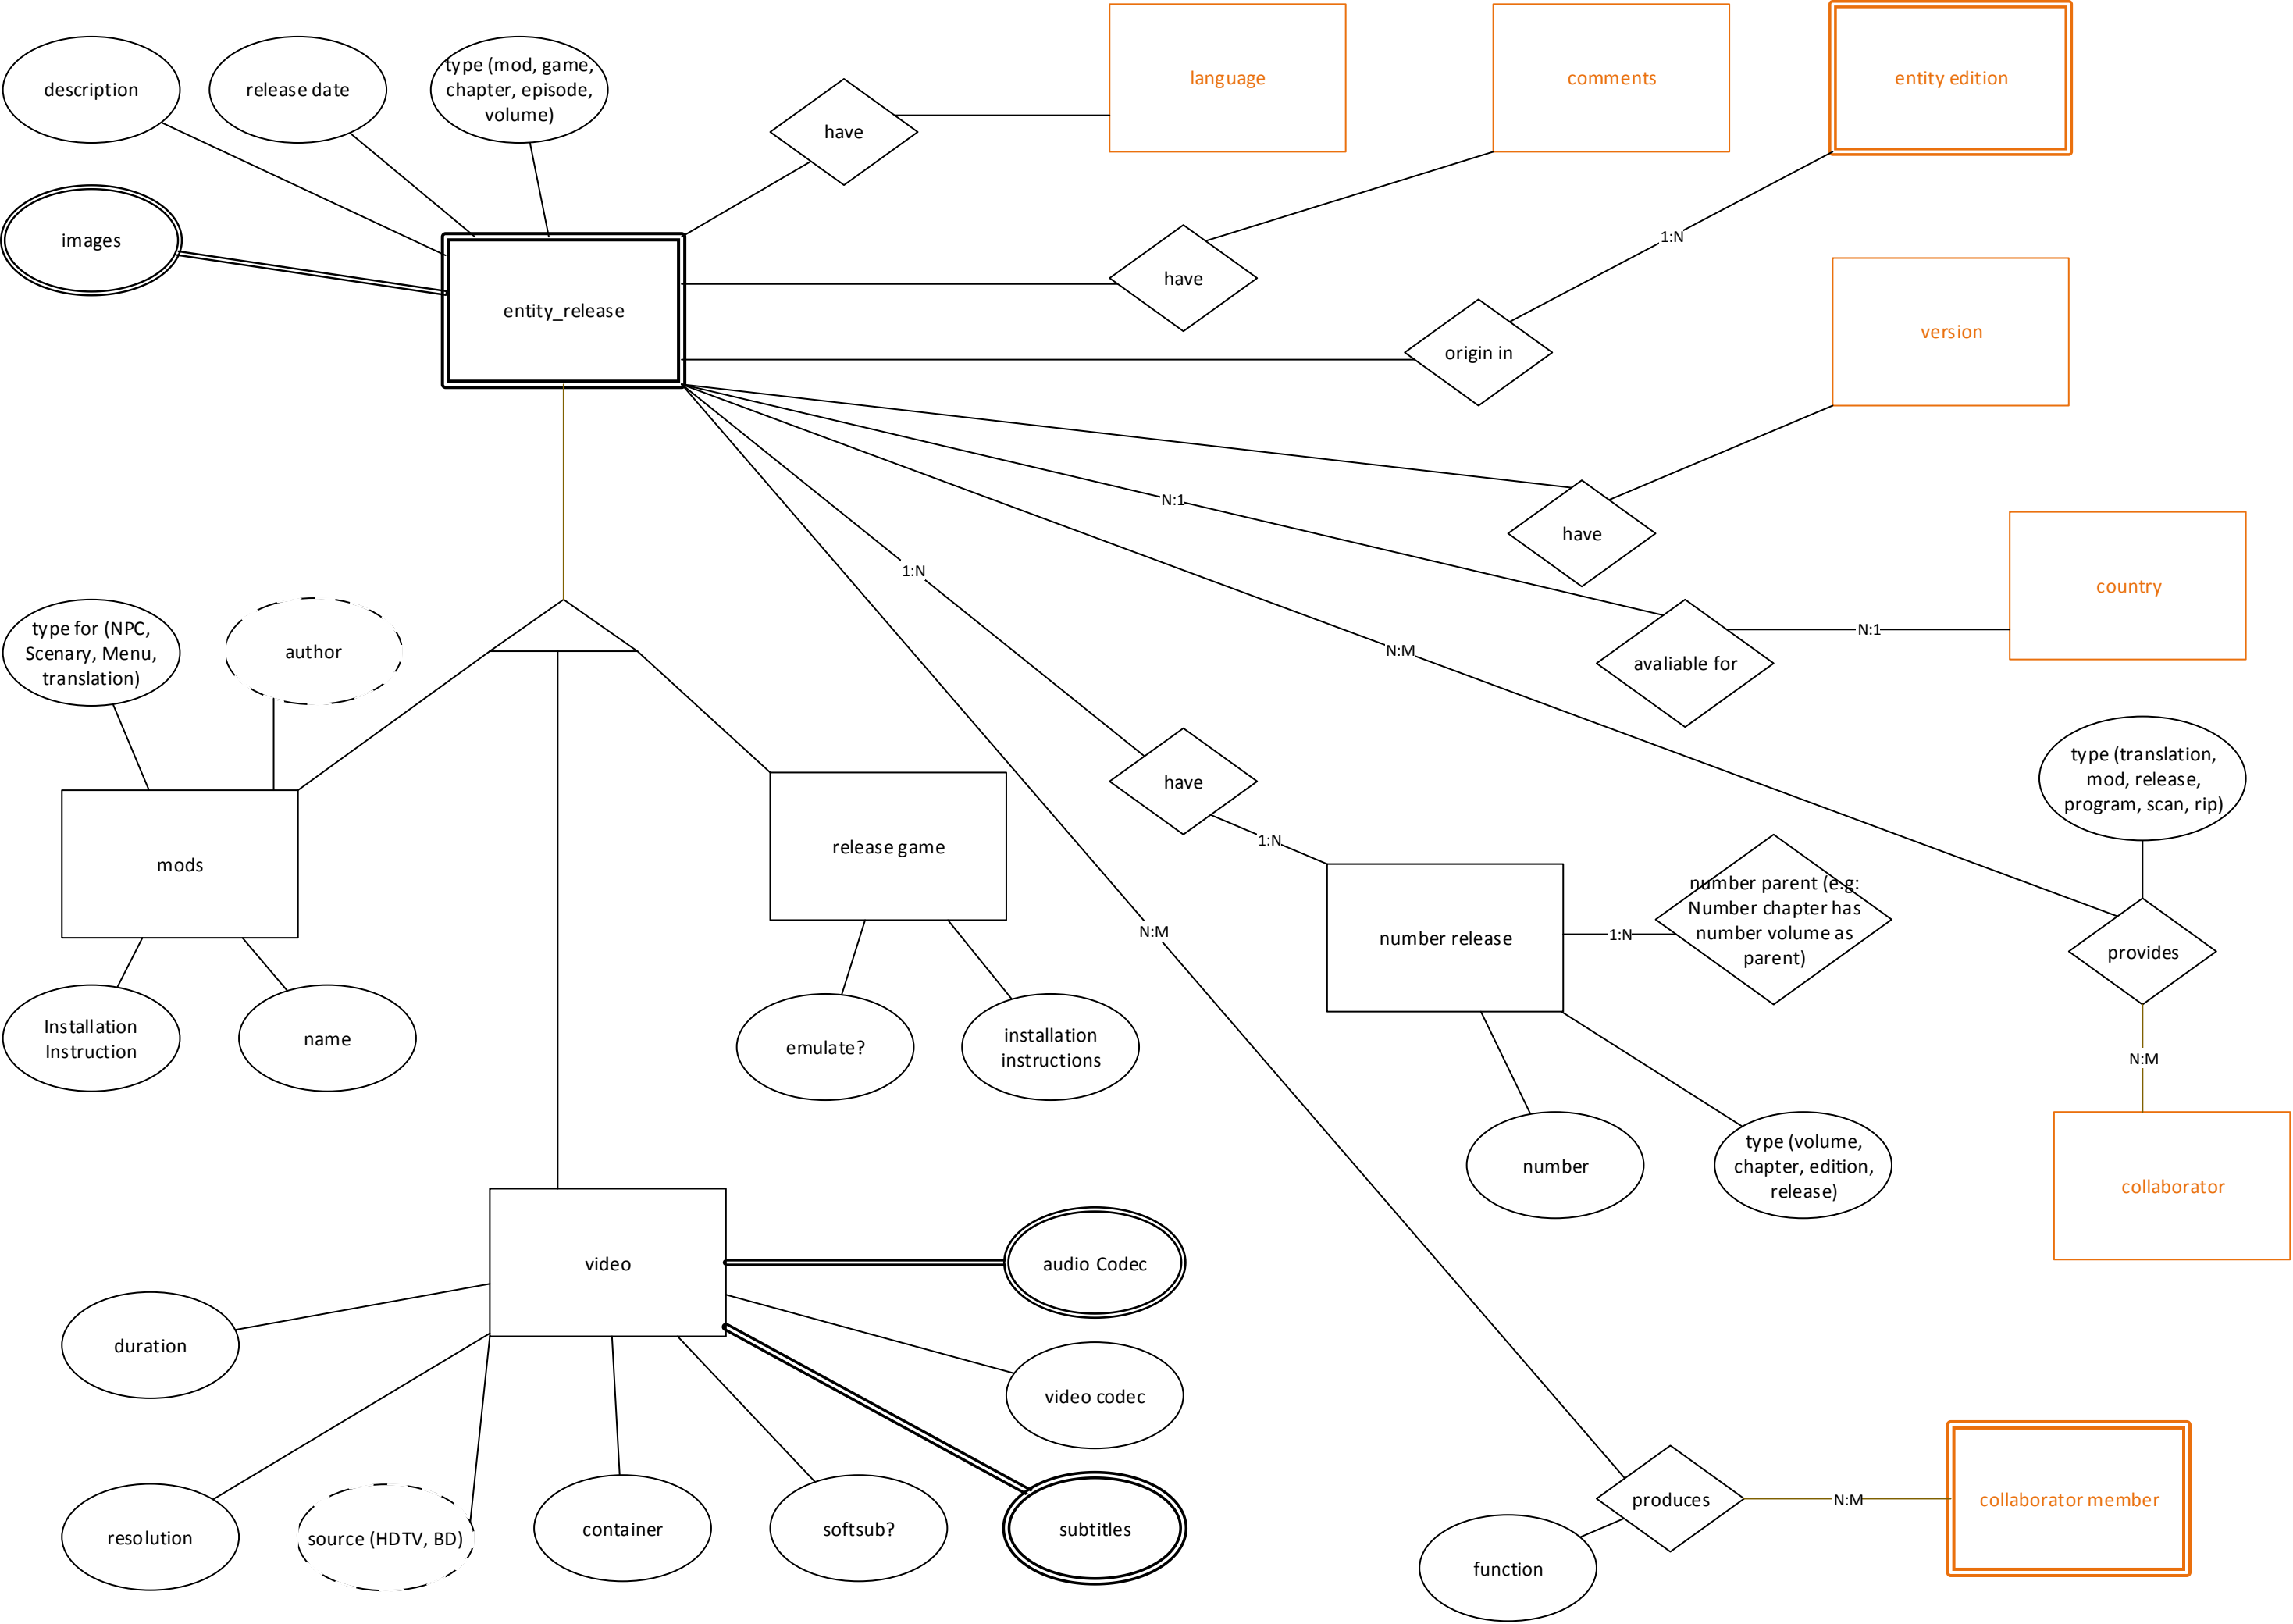 language
comments
entity edition
description
release date
type (mod, game,
chapter, episode,
volume)
have
images
1:N
have
entity_release
version
origin in
N:1
have
1:N
country
type for (NPC,
Scenary, Menu,
translation)
author
N:1
N:M
avaliable for
type (translation,
mod, release,
program, scan, rip)
have
1:N
release game
mods
number parent (e.g:
Number chapter has
number volume as
parent)
N:M
number release
1:N
provides
Installation
Instruction
name
emulate?
installation
instructions
N:M
number
type (volume,
chapter, edition,
release)
collaborator
video
audio Codec
duration
video codec
produces
N:M
collaborator member
resolution
source (HDTV, BD)
container
softsub?
subtitles
function